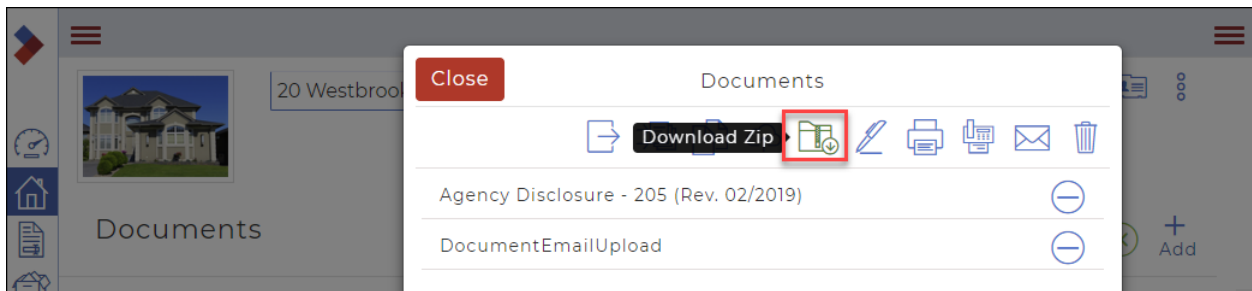 Close
Documents
20 Westbrook
Download Zip
Agency Disclosure - 205 (Rev. 02/2019)
Documents
DocumentEmailUpload
Add